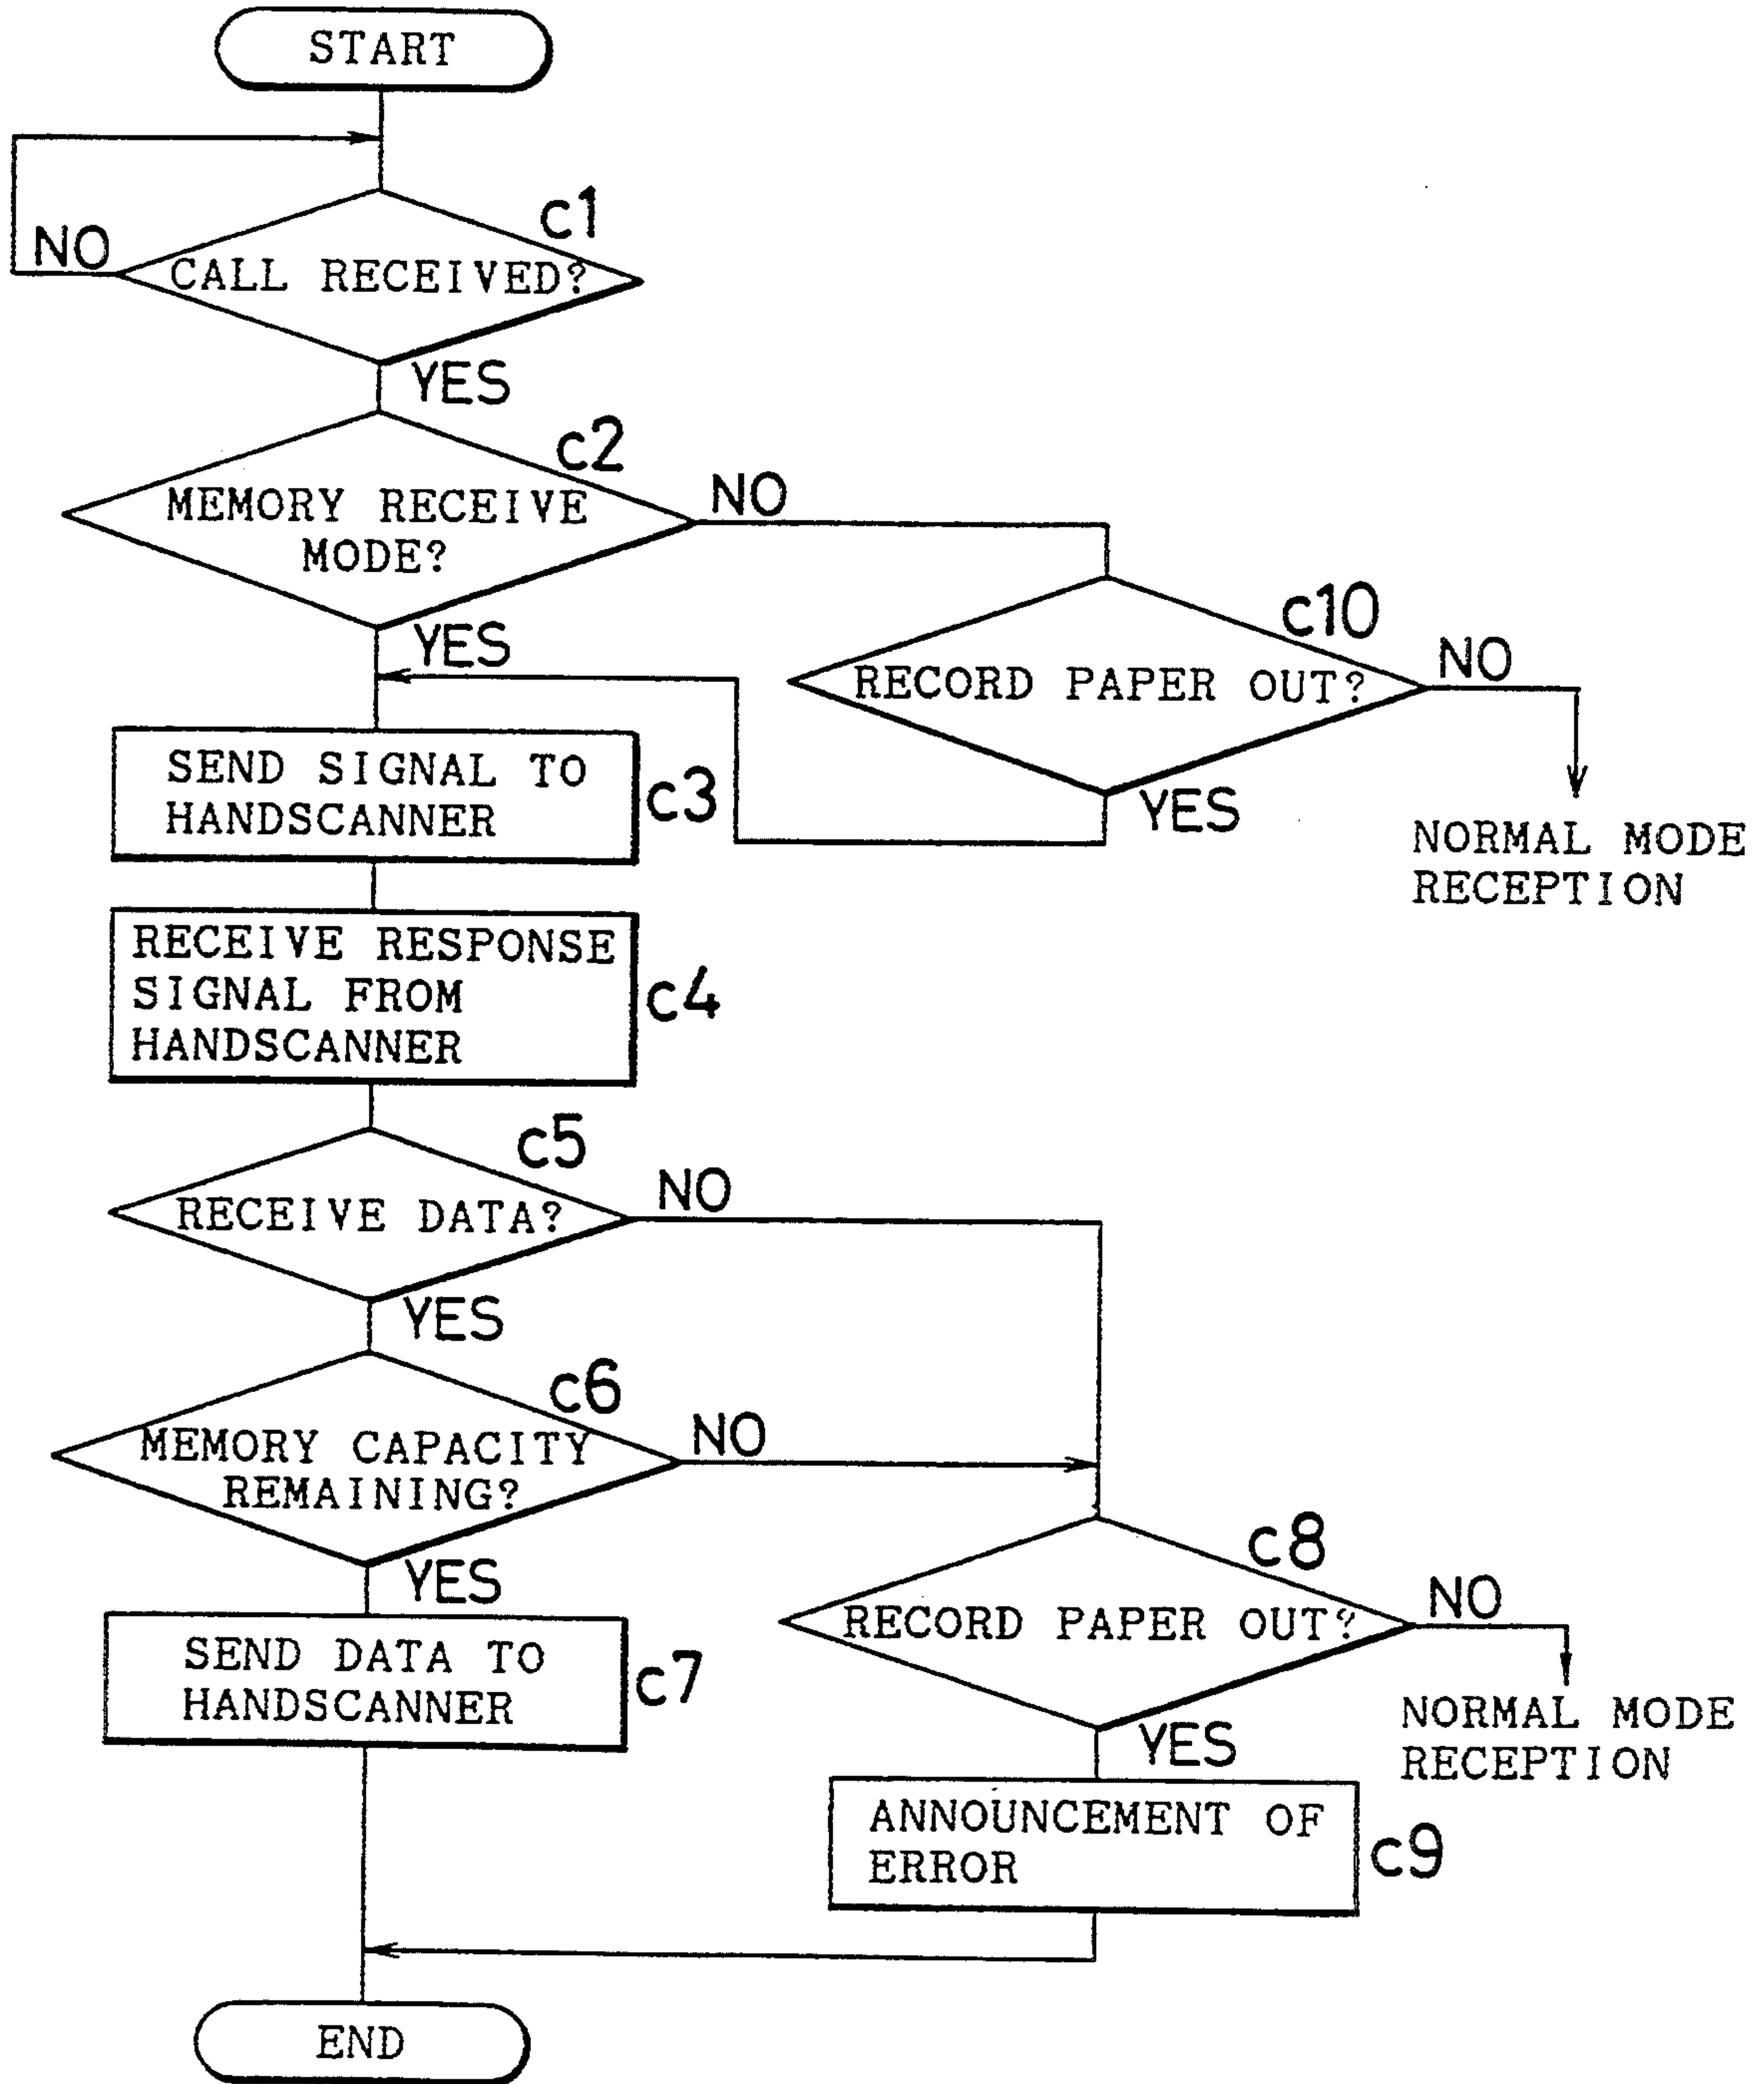 START
c1
NO
CALL RECEIVED?
YES
c2
NO
MEMORY RECEIVE
MODE?
c10
YES
NO
RECORD PAPER OUT?
SEND SIGNAL TO
HANDSCANNER
c3
YES
NORMAL MODE
RECEPTION
RECEIVE RESPONSE
SIGNAL FROM
HANDSCANNER
c4
c5
NO
RECEIVE DATA?
YES
c6
NO
MEMORY CAPACITY
REMAINING?
c8
YES
NO
RECORD PAPER OUT?
SEND DATA TO
HANDSCANNER
c7
NORMAL MODE
RECEPTION
YES
ANNOUNCEMENT OF
ERROR
c9
END